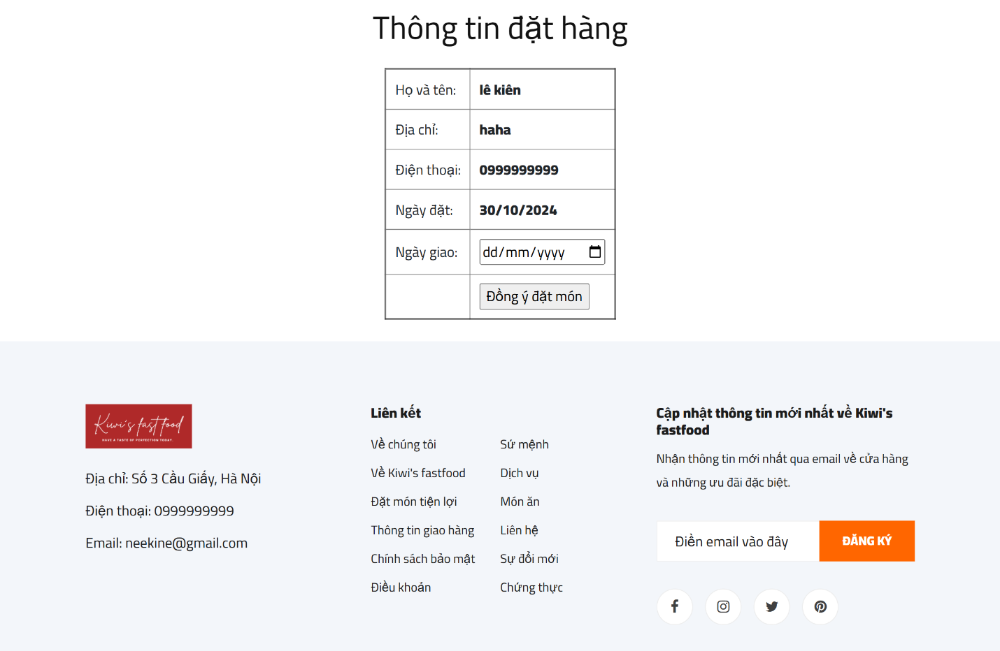 Thông tin đặt hàng
Họ và tên: lê kiên
Địa chỉ: haha
Điện thoại: 0999999999
Ngày đặt: 30/10/2024
Ngày giao: dd/mm/yyyy
Đồng ý đặt món
Kiwi's fast food
HAVE A TASTE OF PERFECTION TODAY.
Địa chỉ: Số 3 Cầu Giấy, Hà Nội
Điện thoại: 0999999999
Email: neekine@gmail.com
Liên kết
Về chúng tôi
Về Kiwi's fastfood
Đặt món tiện lợi
Thông tin giao hàng
Chính sách bảo mật
Điều khoản
Sứ mệnh
Dịch vụ
Món ăn
Liên hệ
Sự đổi mới
Chứng thực
Cập nhật thông tin mới nhất về Kiwi's
fastfood
Nhận thông tin mới nhất qua email về cửa hàng
và những ưu đãi đặc biệt.
Điền email vào đây
ĐĂNG KÝ